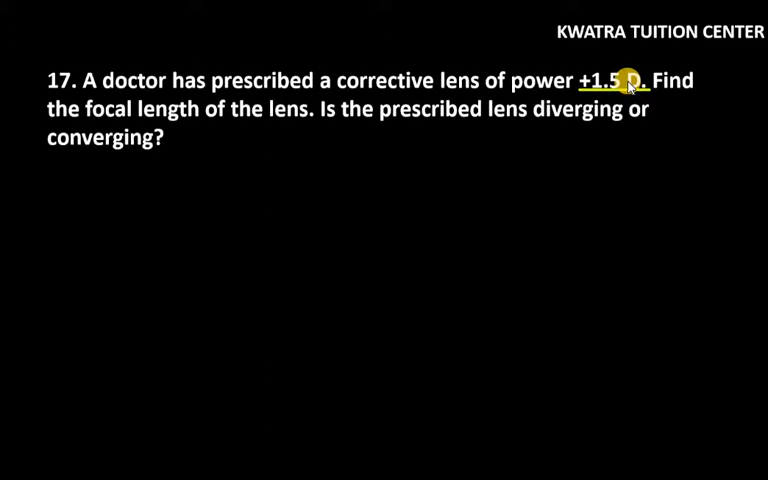 KWATRA TUITION CENTER
17. A doctor has prescribed a corrective lens of power +1.5 D. Find
the focal length of the lens. Is the prescribed lens diverging or
converging?